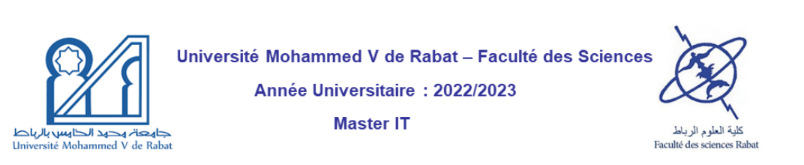 Université Mohammed V de Rabat – Faculté des Sciences
Année Universitaire : 2022/2023
Master IT
جامعة محمد الخامس بالرباط
Université Mohammed V de Rabat
كلية العلوم الرباط
Faculté des sciences Rabat